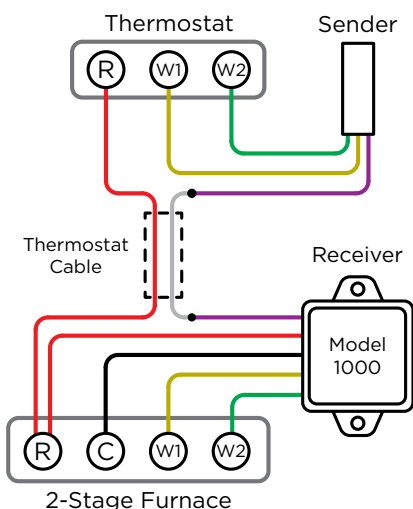 Thermostat
Sender
R
W1
W2
Thermostat
Cable
Receiver
Model
1000
R
C
W1
W2
2-Stage Furnace